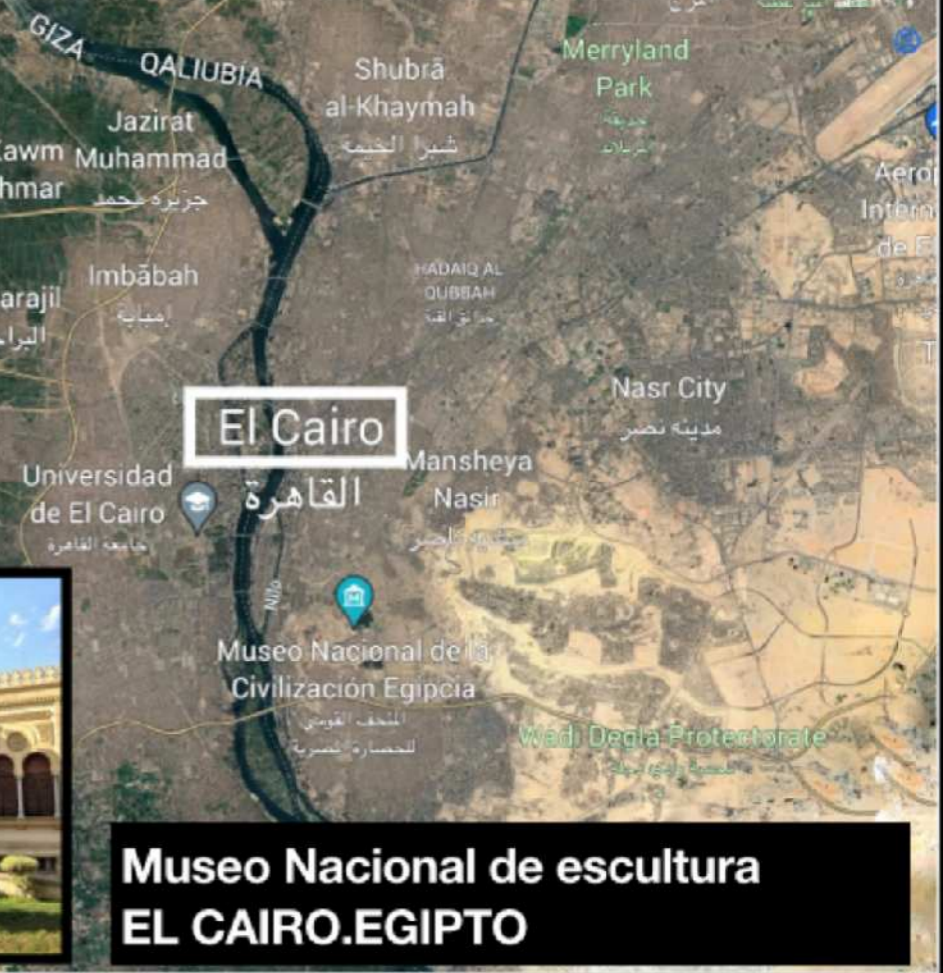 GIZA
QALIUBIA
Shubrā
al-Khaymah
شبرا الخيمة
Merryland
Park
حديقة
Jazirat
Muhammad
جزيرة محمد
Imbābah
إمبابة
HADAIQ AL
QUBBAH
حدائق القبة
Nasr City
مدينة نصر
El Cairo
القاهرة
Universidad
de El Cairo
جامعة القاهرة
Mansheya
Nasir
Nilo
Museo Nacional de la
Civilización Egipcia
المتحف القومي
للحضارة المصرية
Wadi Degla Protectorate
Museo Nacional de escultura
EL CAIRO.EGIPTO